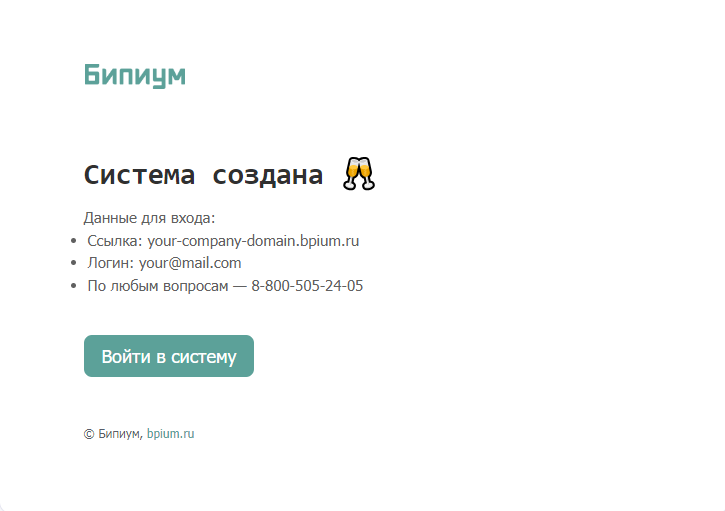 Бипиум
Система создана 🥂
Данные для входа:
• Ссылка: your-company-domain.bpium.ru
• Логин: your@mail.com
• По любым вопросам — 8-800-505-24-05
Войти в систему
© Бипиум, bpium.ru